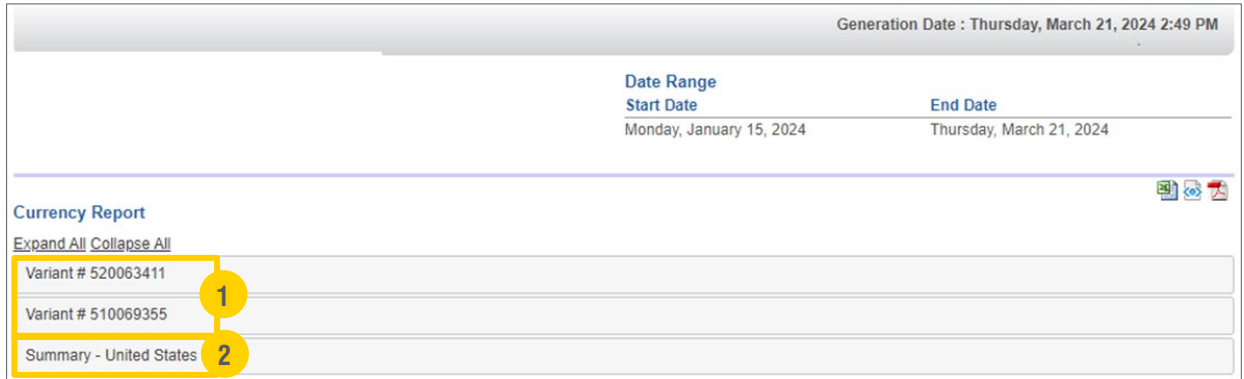 Generation Date : Thursday, March 21, 2024 2:49 PM
Date Range
Start Date End Date
Monday, January 15, 2024 Thursday, March 21, 2024
Currency Report
Expand All Collapse All
Variant # 520063411
1
Variant # 510069355
Summary - United States 2